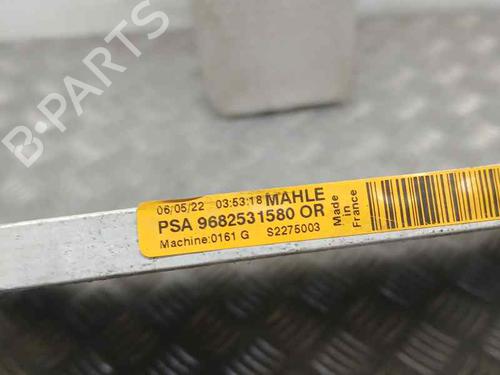 B-PARTS
06/05/22 03:53:18 MAHLE
PSA 9682531580 OR
Machine:0161 G S2275003
Made in France